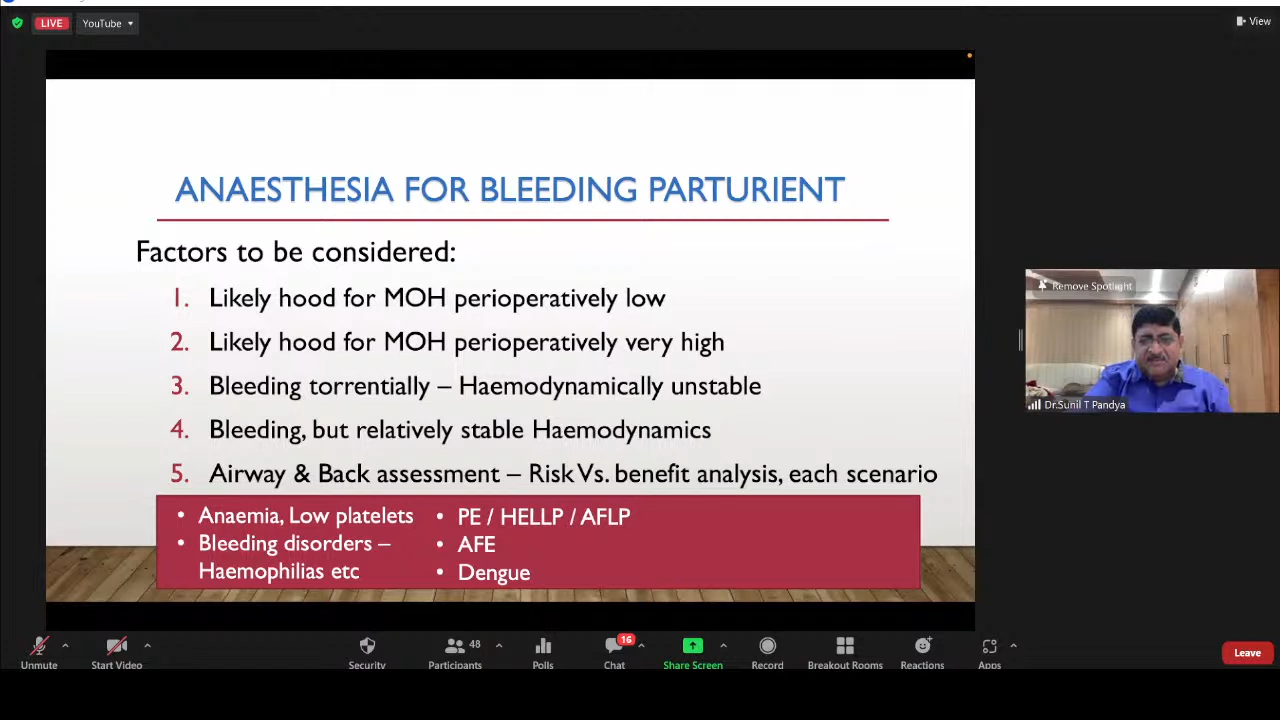 LIVE
YouTube
View
ANAESTHESIA FOR BLEEDING PARTURIENT
Factors to be considered:
1. Likely hood for MOH perioperatively low
2. Likely hood for MOH perioperatively very high
3. Bleeding torrentially – Haemodynamically unstable
4. Bleeding, but relatively stable Haemodynamics
5. Airway & Back assessment – Risk Vs. benefit analysis, each scenario
• Anaemia, Low platelets
• Bleeding disorders –
Haemophilias etc
• PE / HELLP / AFLP
• AFE
• Dengue
Remove Spotlight
Dr.Sunil T Pandya
48
16
Unmute
Start Video
Security
Participants
Polls
Chat
Share Screen
Record
Breakout Rooms
Reactions
Apps
Leave